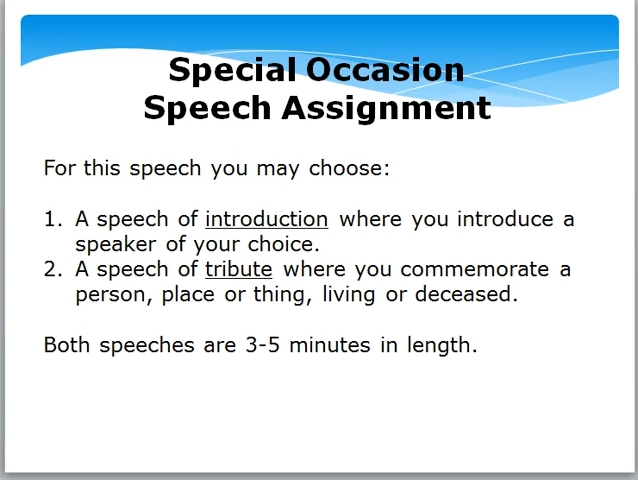 Special Occasion
Speech Assignment
For this speech you may choose:
1. A speech of introduction where you introduce a
speaker of your choice.
2. A speech of tribute where you commemorate a
person, place or thing, living or deceased.
Both speeches are 3-5 minutes in length.